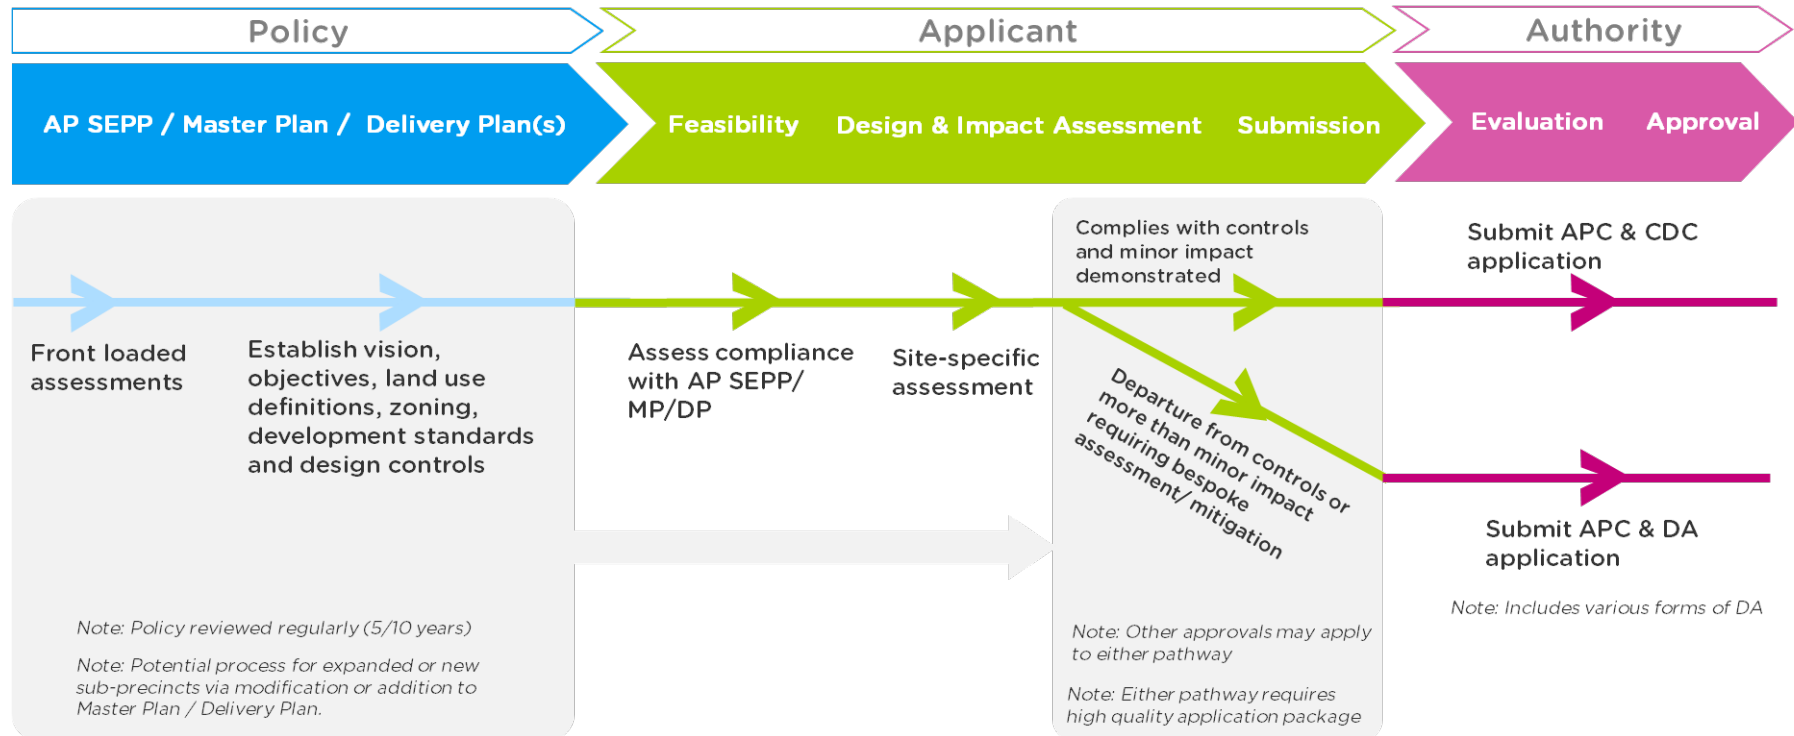 Policy
Applicant
Authority
AP SEPP / Master Plan / Delivery Plan(s)
Feasibility
Design & Impact Assessment
Submission
Evaluation
Approval
Front loaded
assessments
Establish vision,
objectives, land use
definitions, zoning,
development standards
and design controls
Note: Policy reviewed regularly (5/10 years)
Note: Potential process for expanded or new
sub-precincts via modification or addition to
Master Plan / Delivery Plan.
Assess compliance
with AP SEPP/
MP/DP
Site-specific
assessment
Complies with controls
and minor impact
demonstrated
Departure from controls or
more than minor impact
requiring bespoke
assessment/mitigation
Note: Other approvals may apply
to either pathway
Note: Either pathway requires
high quality application package
Submit APC & CDC
application
Submit APC & DA
application
Note: Includes various forms of DA